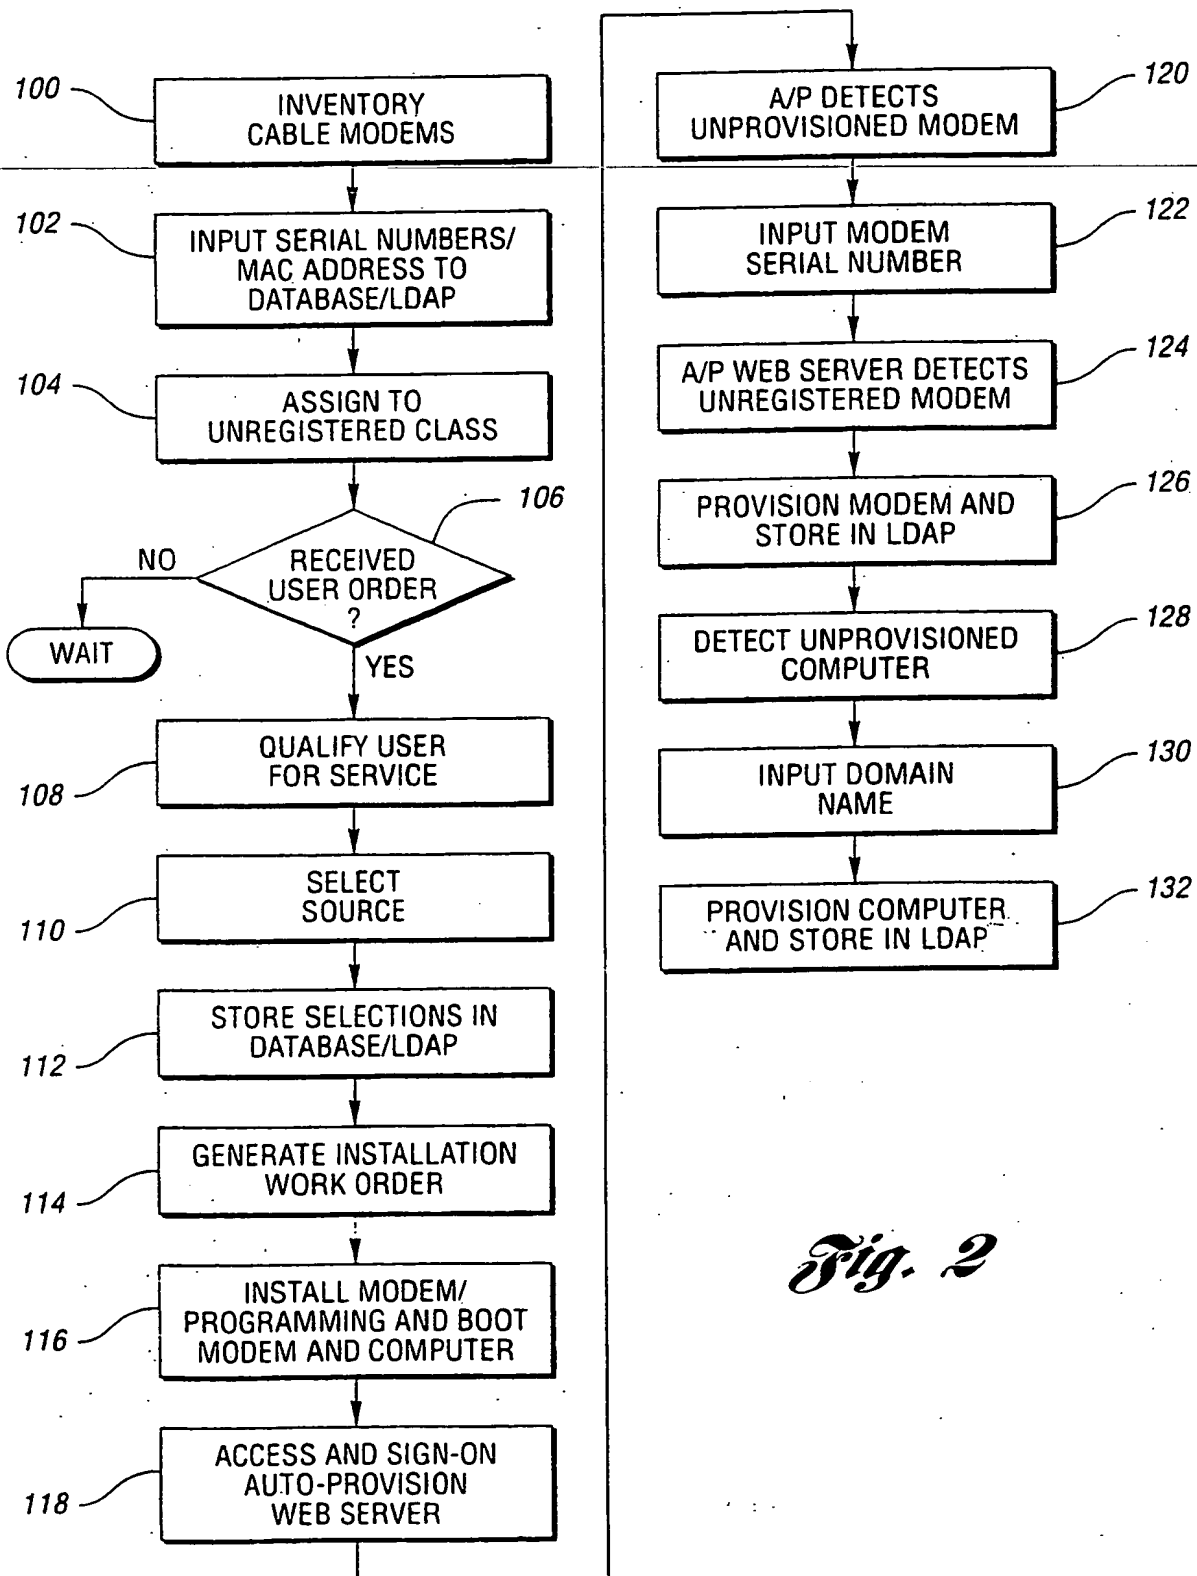 100
INVENTORY
CABLE MODEMS
102
INPUT SERIAL NUMBERS/
MAC ADDRESS TO
DATABASE/LDAP
104
ASSIGN TO
UNREGISTERED CLASS
106
RECEIVED
USER ORDER
?
NO
WAIT
YES
108
QUALIFY USER
FOR SERVICE
110
SELECT
SOURCE
112
STORE SELECTIONS IN
DATABASE/LDAP
114
GENERATE INSTALLATION
WORK ORDER
116
INSTALL MODEM/
PROGRAMMING AND BOOT
MODEM AND COMPUTER
118
ACCESS AND SIGN-ON
AUTO-PROVISION
WEB SERVER
120
A/P DETECTS
UNPROVISIONED MODEM
122
INPUT MODEM
SERIAL NUMBER
124
A/P WEB SERVER DETECTS
UNREGISTERED MODEM
126
PROVISION MODEM AND
STORE IN LDAP
128
DETECT UNPROVISIONED
COMPUTER
130
INPUT DOMAIN
NAME
132
PROVISION COMPUTER
AND STORE IN LDAP
Fig. 2